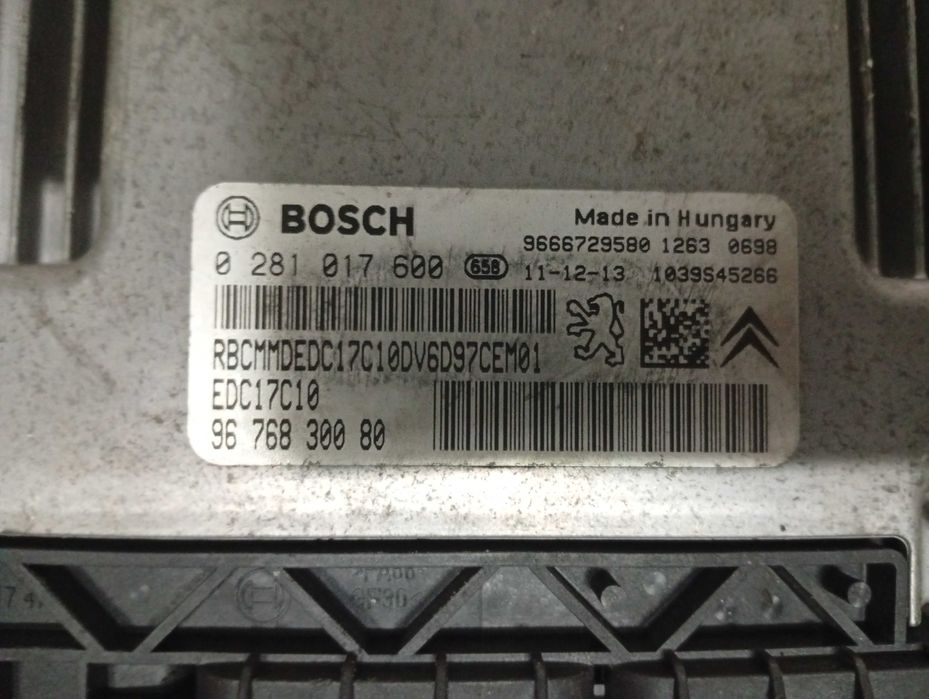 BOSCH
Made in Hungary
9666729580 1263 0698
0 281 017 600 658 11-12-13 1039S45266
RBCMMDEDC17C10DV6D97CEM01
EDC17C10
96 768 300 80